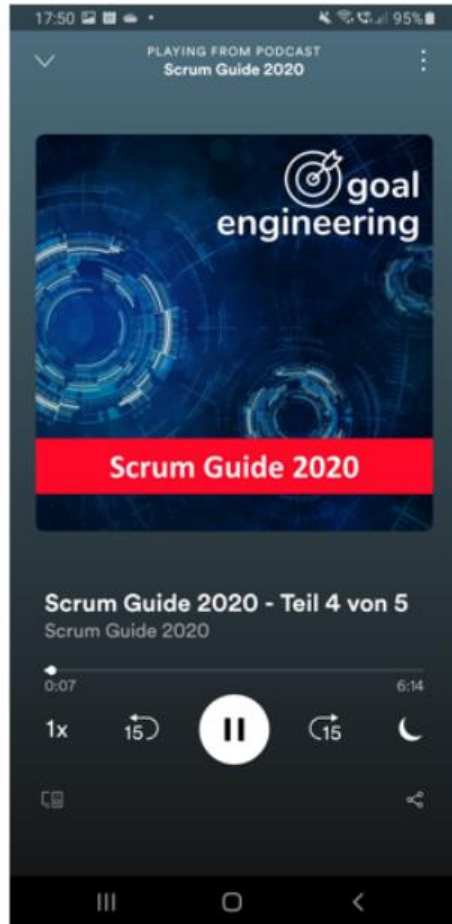 17:50
95%
PLAYING FROM PODCAST
Scrum Guide 2020
goal
engineering
Scrum Guide 2020
Scrum Guide 2020 - Teil 4 von 5
Scrum Guide 2020
0:07
6:14
1x
15
15